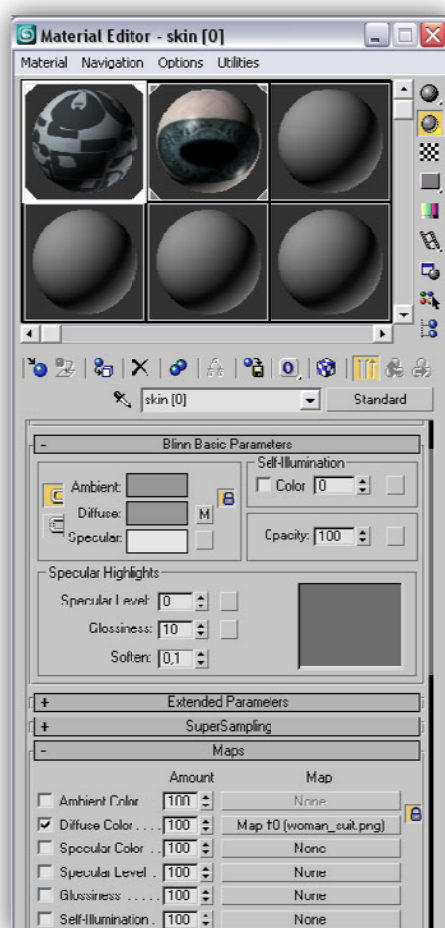 Material Editor - skin [0]
Material Navigation Options Utilities
skin [0] Standard
- Blinn Basic Parameters
Self-Illumination
Ambient: Color 0
Diffuse: M
Specular: Opacity: 100
Specular Highlights
Specular Level: 0
Glossiness: 10
Soften: 0,1
+ Extended Parameters
+ SuperSampling
- Maps
Amount Map
Ambient Color 100 None
Diffuse Color . . . . 100 Map #0 (woman_suit.png)
Specular Color . . 100 None
Specular Level . 100 None
Glossiness . . . . . 100 None
Self-Illumination . 100 None